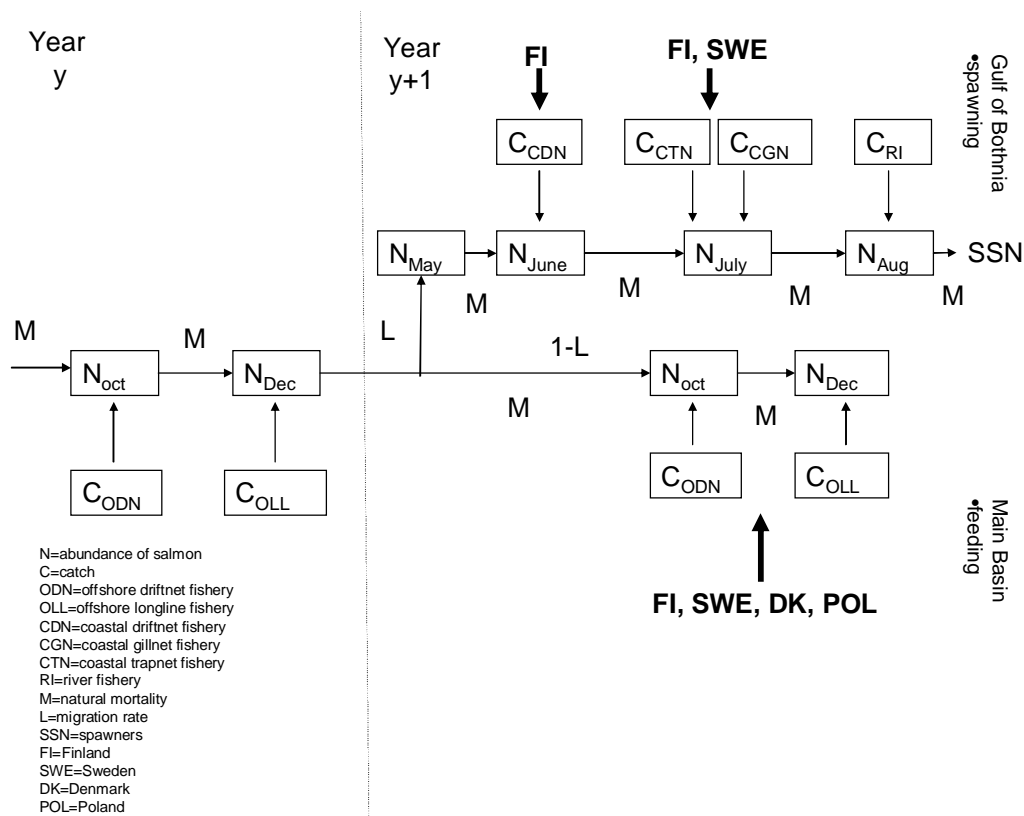 Year
y
Year
y+1
FI
FI, SWE
Gulf of Bothnia
•spawning
C_CDN
C_CTN
C_CGN
C_RI
N_May
N_June
N_July
N_Aug
SSN
M
M
M
M
L
1-L
M
M
N_oct
N_Dec
N_oct
N_Dec
M
M
C_ODN
C_OLL
C_ODN
C_OLL
Main Basin
•feeding
FI, SWE, DK, POL
N=abundance of salmon
C=catch
ODN=offshore driftnet fishery
OLL=offshore longline fishery
CDN=coastal driftnet fishery
CGN=coastal gillnet fishery
CTN=coastal trapnet fishery
RI=river fishery
M=natural mortality
L=migration rate
SSN=spawners
FI=Finland
SWE=Sweden
DK=Denmark
POL=Poland